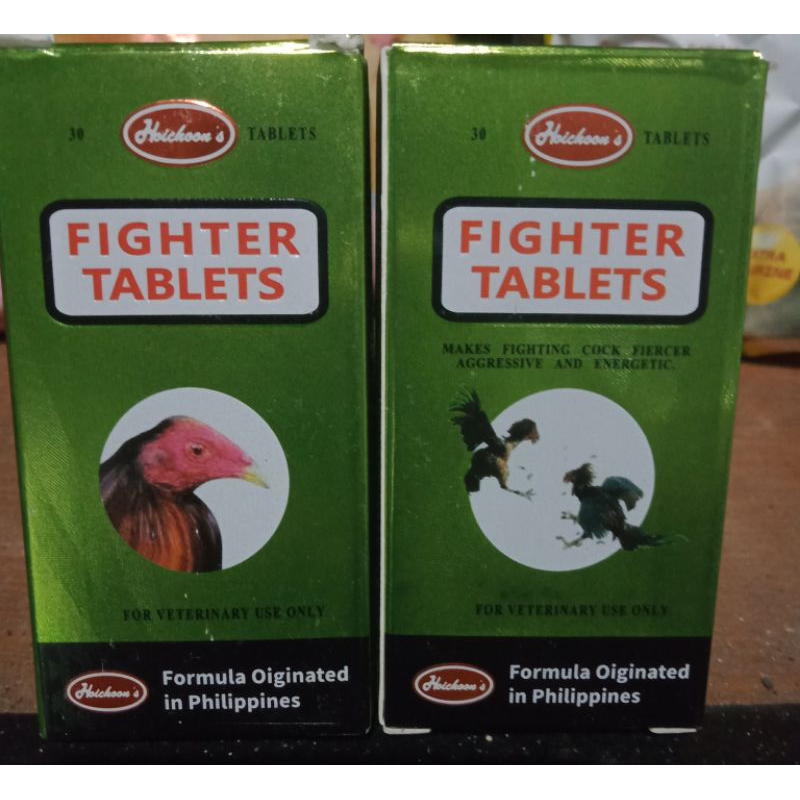 30 Hoichoon's TABLETS
FIGHTER
TABLETS
FOR VETERINARY USE ONLY
Hoichoon's
Formula Oiginated
in Philippines
30 Hoichoon's TABLETS
FIGHTER
TABLETS
MAKES FIGHTING COCK FIERCER
AGGRESSIVE AND ENERGETIC.
FOR VETERINARY USE ONLY
Hoichoon's
Formula Oiginated
in Philippines